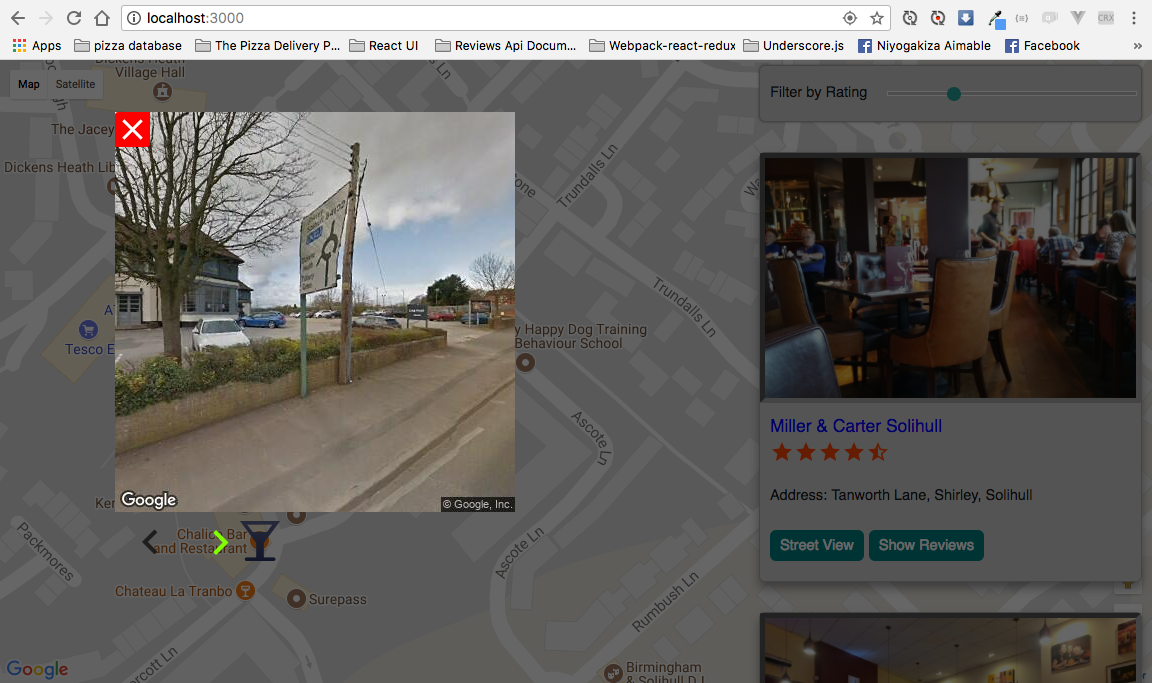 localhost:3000
Apps
pizza database
The Pizza Delivery P...
React UI
Reviews Api Docum...
Webpack-react-redux
Underscore.js
Niyogakiza Aimable
Facebook
»
CRX
Dickens Heath
Village Hall
Map
Satellite
The Jacey
Dickens Heath Lib
Tesco E
Google
© Google, Inc.
Trundalls Ln
Trundalls Ln
y Happy Dog Training
Behaviour School
Ascote Ln
Ascote Ln
Rumbush Ln
Packmores
Chalice Bar
and Restaurant
Chateau La Tranbo
Surepass
Birmingham
& Solihull D J
Google
Filter by Rating
Miller & Carter Solihull
Address: Tanworth Lane, Shirley, Solihull
Street View
Show Reviews